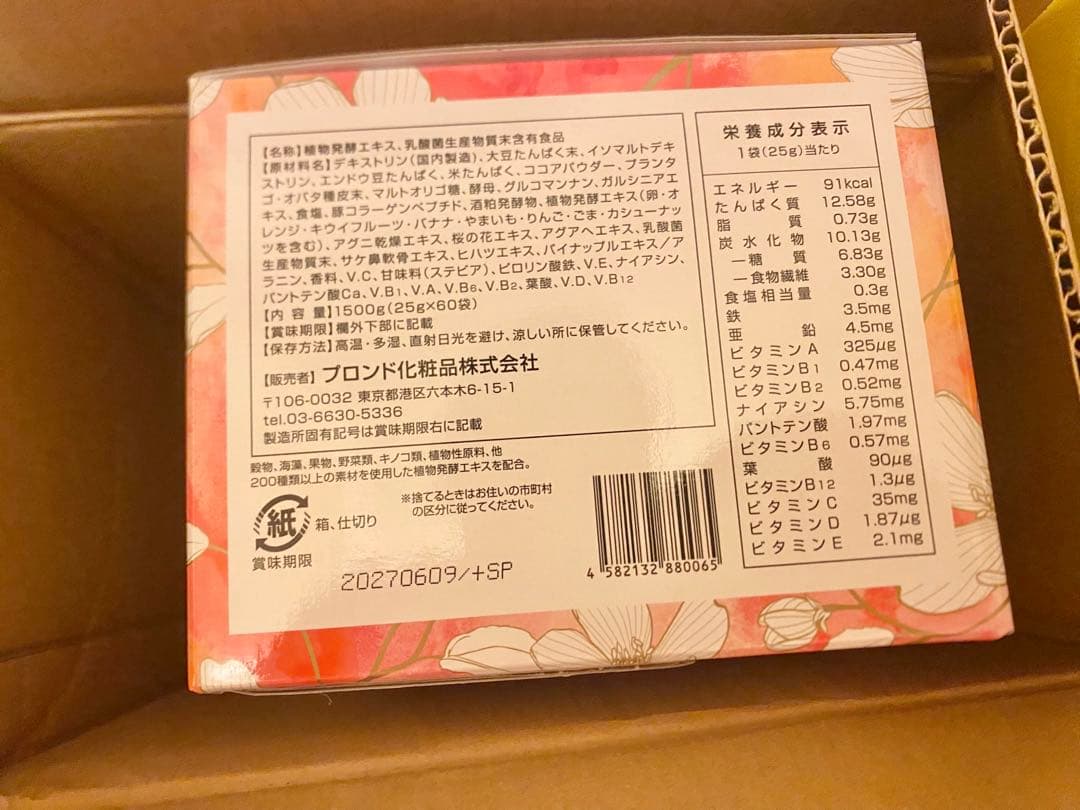 【名称】植物発酵エキス、乳酸菌生産物質末含有食品
【原材料名】デキストリン(国内製造)、大豆たんぱく末、イソマルトデキ
ストリン、エンドウ豆たんぱく、米たんぱく、ココアパウダー、プランタ
ゴ・オバタ種皮末、マルトオリゴ糖、酵母、グルコマンナン、ガルシニアエ
キス、食塩、豚コラーゲンペプチド、酒粕発酵物、植物発酵エキス(卵・オ
レンジ・キウイフルーツ・バナナ・やまいも・りんご・ごま・カシューナッ
ツを含む)、アグニ乾燥エキス、桜の花エキス、アグアヘエキス、乳酸菌
生産物質末、サケ鼻軟骨エキス、ヒハツエキス、パイナップルエキス/ア
ラニン、香料、V.C、甘味料(ステビア)、ピロリン酸鉄、V.E、ナイアシン、
パントテン酸Ca、V.B1、V.A、V.B6、V.B2、葉酸、V.D、V.B12
【内 容 量】1500g(25g×60袋)
【賞味期限】欄外下部に記載
【保存方法】高温・多湿、直射日光を避け、涼しい所に保管してください。
【販売者】ブロンド化粧品株式会社
〒106-0032 東京都港区六本木6-15-1
tel.03-6630-5336
製造所固有記号は賞味期限右に記載
穀物、海藻、果物、野菜類、キノコ類、植物性原料、他
200種類以上の素材を使用した植物発酵エキスを配合。
紙
箱、仕切り
※捨てるときはお住いの市町村
の区分に従ってください。
賞味期限
20270609/+SP
4 582132 880065
栄養成分表示
1袋(25g)当たり
エネルギー 91kcal
たんぱく質 12.58g
脂質 0.73g
炭水化物 10.13g
―糖質 6.83g
―食物繊維 3.30g
食塩相当量 0.3g
鉄 3.5mg
亜鉛 4.5mg
ビタミンA 325μg
ビタミンB1 0.47mg
ビタミンB2 0.52mg
ナイアシン 5.75mg
パントテン酸 1.97mg
ビタミンB6 0.57mg
葉酸 90μg
ビタミンB12 1.3μg
ビタミンC 35mg
ビタミンD 1.87μg
ビタミンE 2.1mg